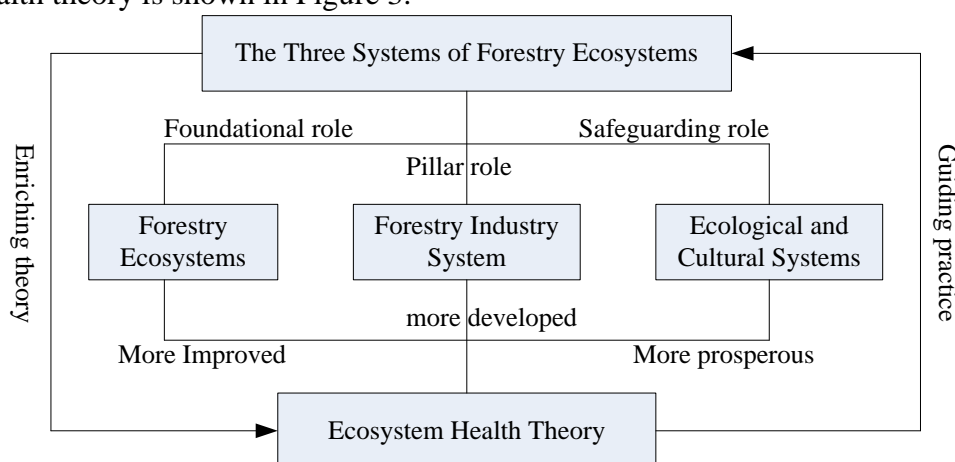 alth theory is shown in Figure 3.
The Three Systems of Forestry Ecosystems
Foundational role
Safeguarding role
Pillar role
Enriching theory
Guiding practice
Forestry
Ecosystems
Forestry Industry
System
Ecological and
Cultural Systems
more developed
More Improved
More prosperous
Ecosystem Health Theory